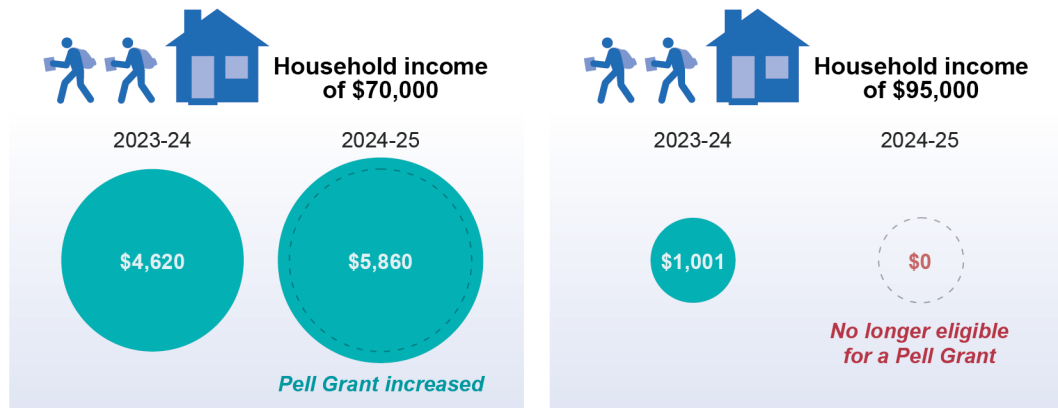 Household income
of $70,000
2023-24
2024-25
$4,620
$5,860
Pell Grant increased
Household income
of $95,000
2023-24
2024-25
$1,001
$0
No longer eligible
for a Pell Grant